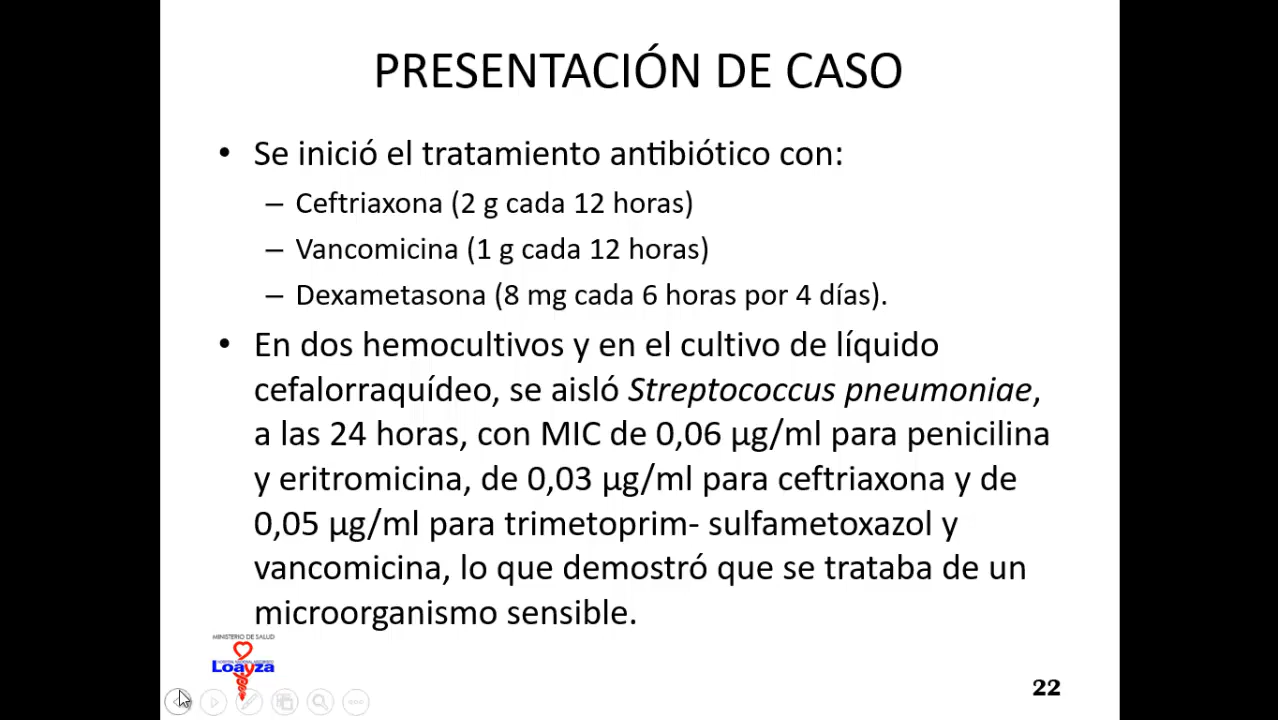 PRESENTACIÓN DE CASO
• Se inició el tratamiento antibiótico con:
– Ceftriaxona (2 g cada 12 horas)
– Vancomicina (1 g cada 12 horas)
– Dexametasona (8 mg cada 6 horas por 4 días).
• En dos hemocultivos y en el cultivo de líquido
cefalorraquídeo, se aisló Streptococcus pneumoniae,
a las 24 horas, con MIC de 0,06 µg/ml para penicilina
y eritromicina, de 0,03 µg/ml para ceftriaxona y de
0,05 µg/ml para trimetoprim- sulfametoxazol y
vancomicina, lo que demostró que se trataba de un
microorganismo sensible.
MINISTERIO DE SALUD
Loayza
22